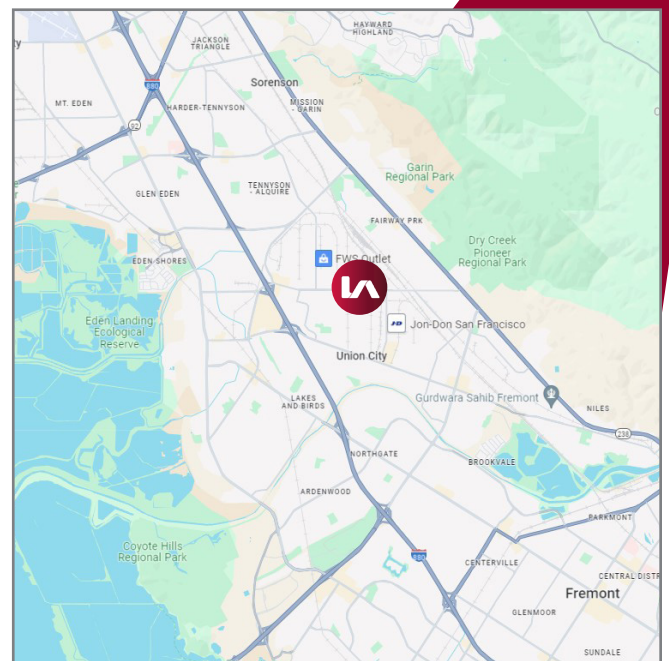 HAYWARD
HIGHLAND
JACKSON
TRIANGLE
880
Sorenson
MT. EDEN
HARDER-TENNYSON
MISSION
- GARIN
92
Garin
Regional Park
GLEN EDEN
TENNYSON
- ALQUIRE
FAIRWAY PRK
Dry Creek
Pioneer
Regional Park
EDEN SHORES
FWS Outlet
LA
Eden Landing
Ecological
Reserve
JD
Jon-Don San Francisco
Union City
LAKES
AND BIRDS
Gurdwara Sahib Fremont
NILES
238
NORTHGATE
BROOKVALE
ARDENWOOD
PARKMONT
Coyote Hills
Regional Park
880
CENTERVILLE
CENTRAL DISTR
Fremont
GLENMOOR
SUNDALE